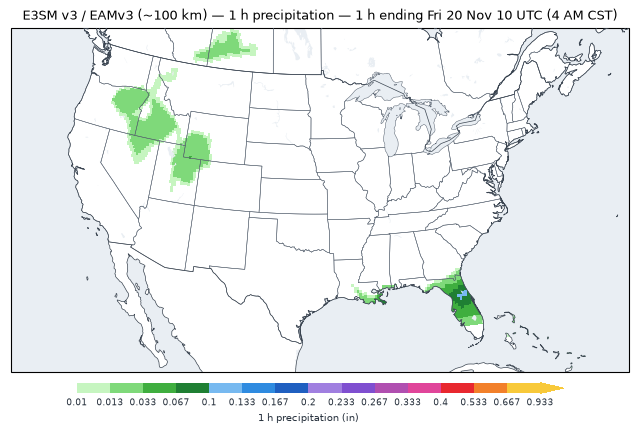 E3SM v3 / EAMv3 (~100 km) — 1 h precipitation — 1 h ending Fri 20 Nov 10 UTC (4 AM CST)
0.01 0.013 0.033 0.067 0.1 0.133 0.167 0.2 0.233 0.267 0.333 0.4 0.533 0.667 0.933
1 h precipitation (in)